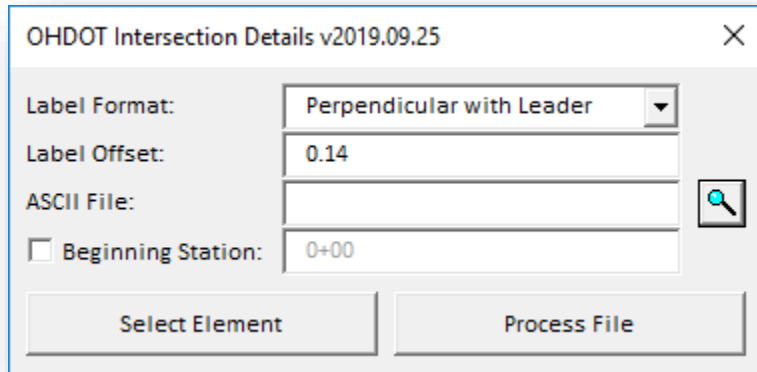 OHDOT Intersection Details v2019.09.25
Label Format: Perpendicular with Leader
Label Offset: 0.14
ASCII File:
Beginning Station: 0+00
Select Element Process File